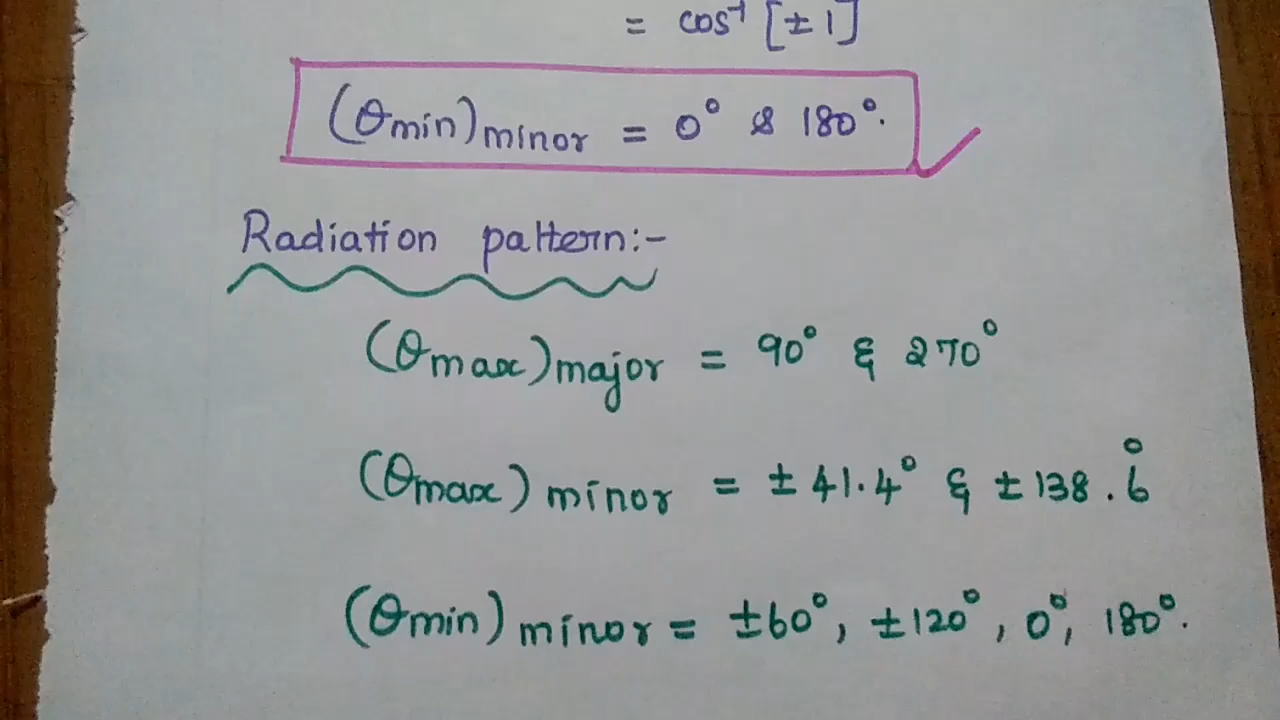 = cos⁻¹ [±1]
(θmin)minor = 0° & 180°.
Radiation pattern:-
(θmax)major = 90° & 270°
(θmax)minor = ±41.4° & ±138.6°
(θmin)minor = ±60°, ±120°, 0°, 180°.